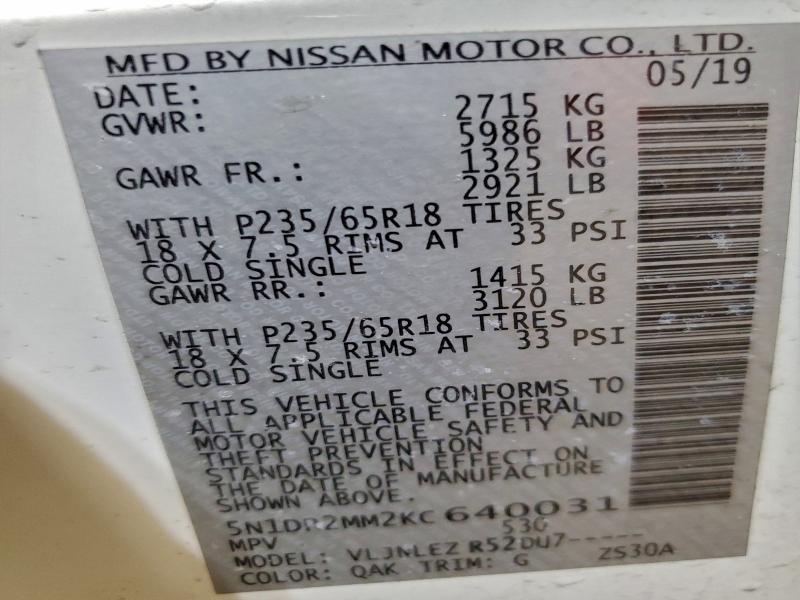 MFD BY NISSAN MOTOR CO., LTD.
DATE: 05/19
GVWR: 2715 KG
5986 LB
GAWR FR.: 1325 KG
2921 LB
WITH P235/65R18 TIRES
18 X 7.5 RIMS AT 33 PSI
COLD SINGLE
GAWR RR.: 1415 KG
3120 LB
WITH P235/65R18 TIRES
18 X 7.5 RIMS AT 33 PSI
COLD SINGLE
THIS VEHICLE CONFORMS TO
ALL APPLICABLE FEDERAL
MOTOR VEHICLE SAFETY AND
THEFT PREVENTION
STANDARDS IN EFFECT ON
THE DATE OF MANUFACTURE
SHOWN ABOVE.
5N1DR2MM2KC640031
MPV 530
MODEL: VLJNLEZ R52DU7-----
COLOR: QAK TRIM: G ZS30A